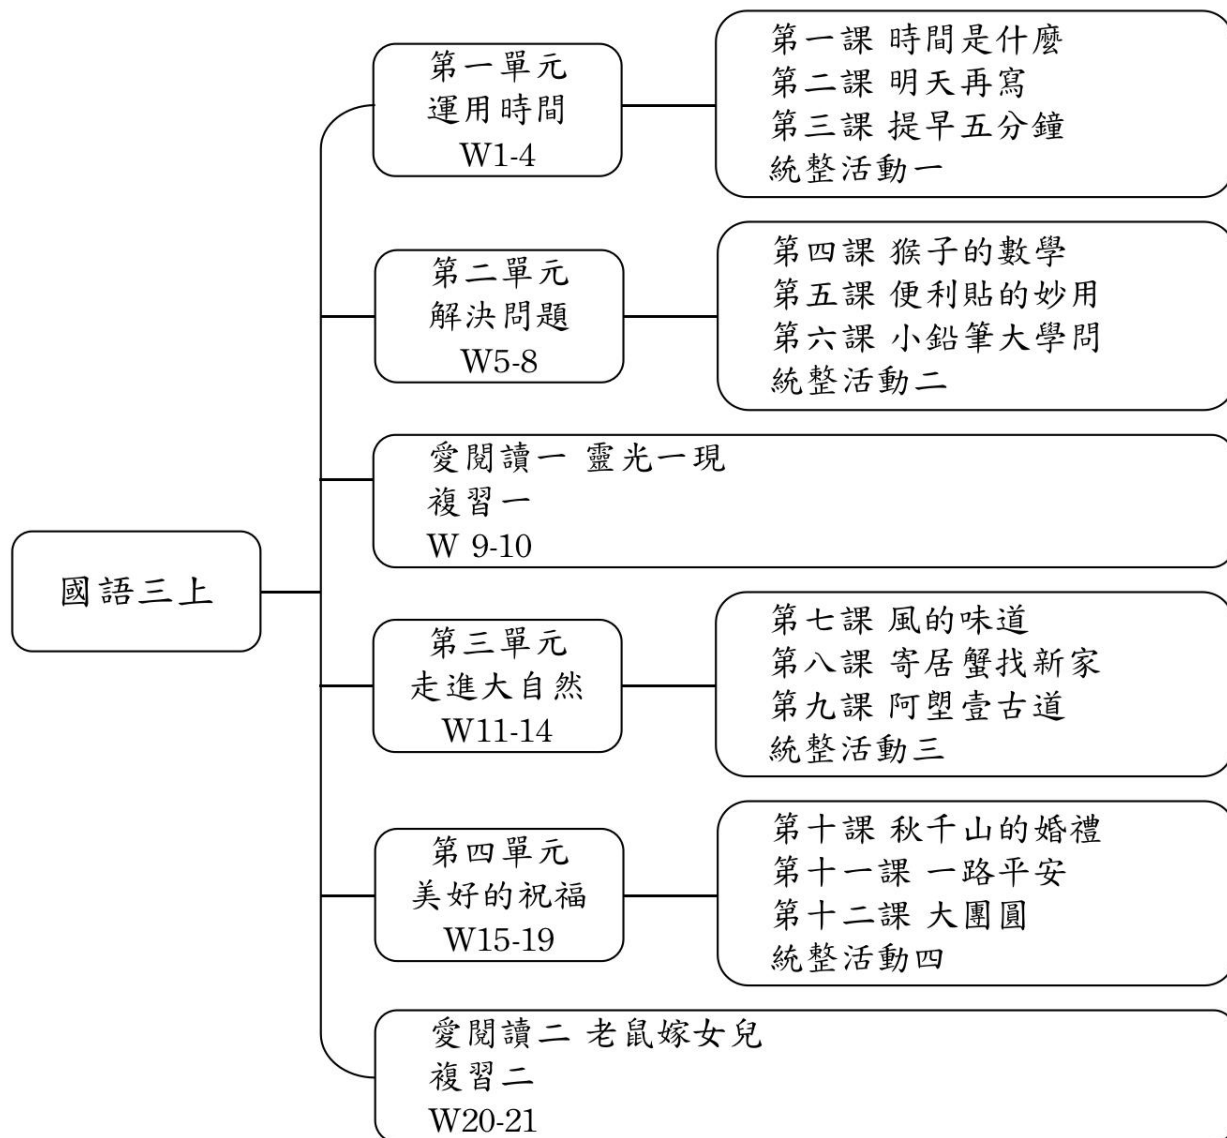 國語三上
第一單元
運用時間
W1-4
第一課 時間是什麼
第二課 明天再寫
第三課 提早五分鐘
統整活動一
第二單元
解決問題
W5-8
第四課 猴子的數學
第五課 便利貼的妙用
第六課 小鉛筆大學問
統整活動二
愛閱讀一 靈光一現
複習一
W 9-10
第三單元
走進大自然
W11-14
第七課 風的味道
第八課 寄居蟹找新家
第九課 阿塱壹古道
統整活動三
第四單元
美好的祝福
W15-19
第十課 秋千山的婚禮
第十一課 一路平安
第十二課 大團圓
統整活動四
愛閱讀二 老鼠嫁女兒
複習二
W20-21